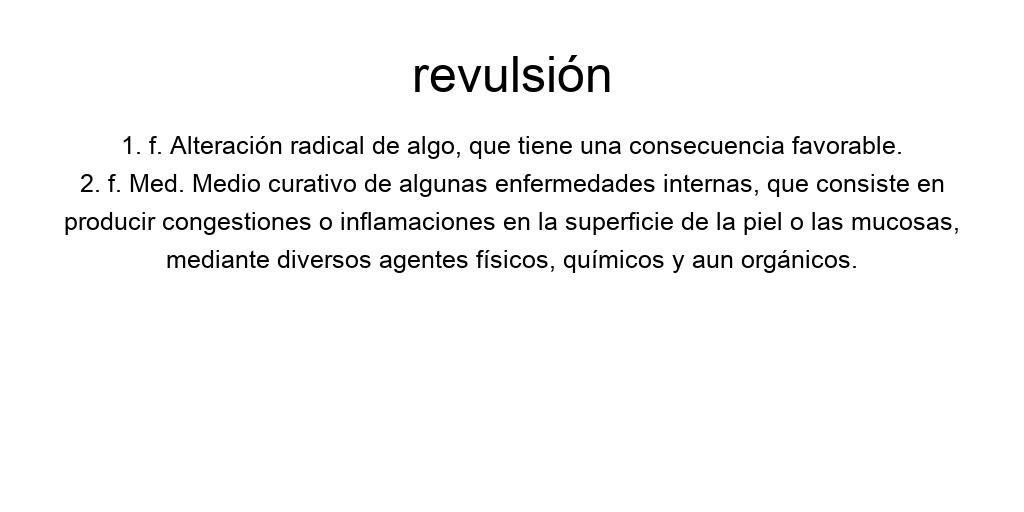 revulsión
1. f. Alteración radical de algo, que tiene una consecuencia favorable.
2. f. Med. Medio curativo de algunas enfermedades internas, que consiste en
producir congestiones o inflamaciones en la superficie de la piel o las mucosas,
mediante diversos agentes físicos, químicos y aun orgánicos.